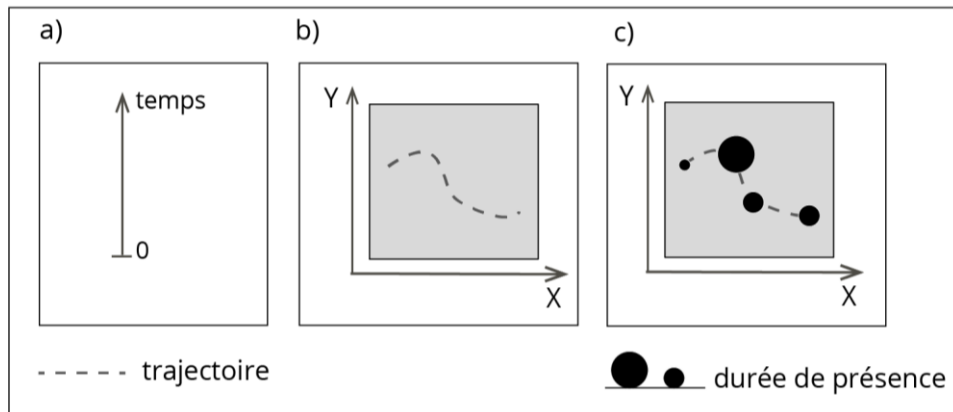 a)
temps
0
b)
Y
X
c)
Y
X
trajectoire
durée de présence